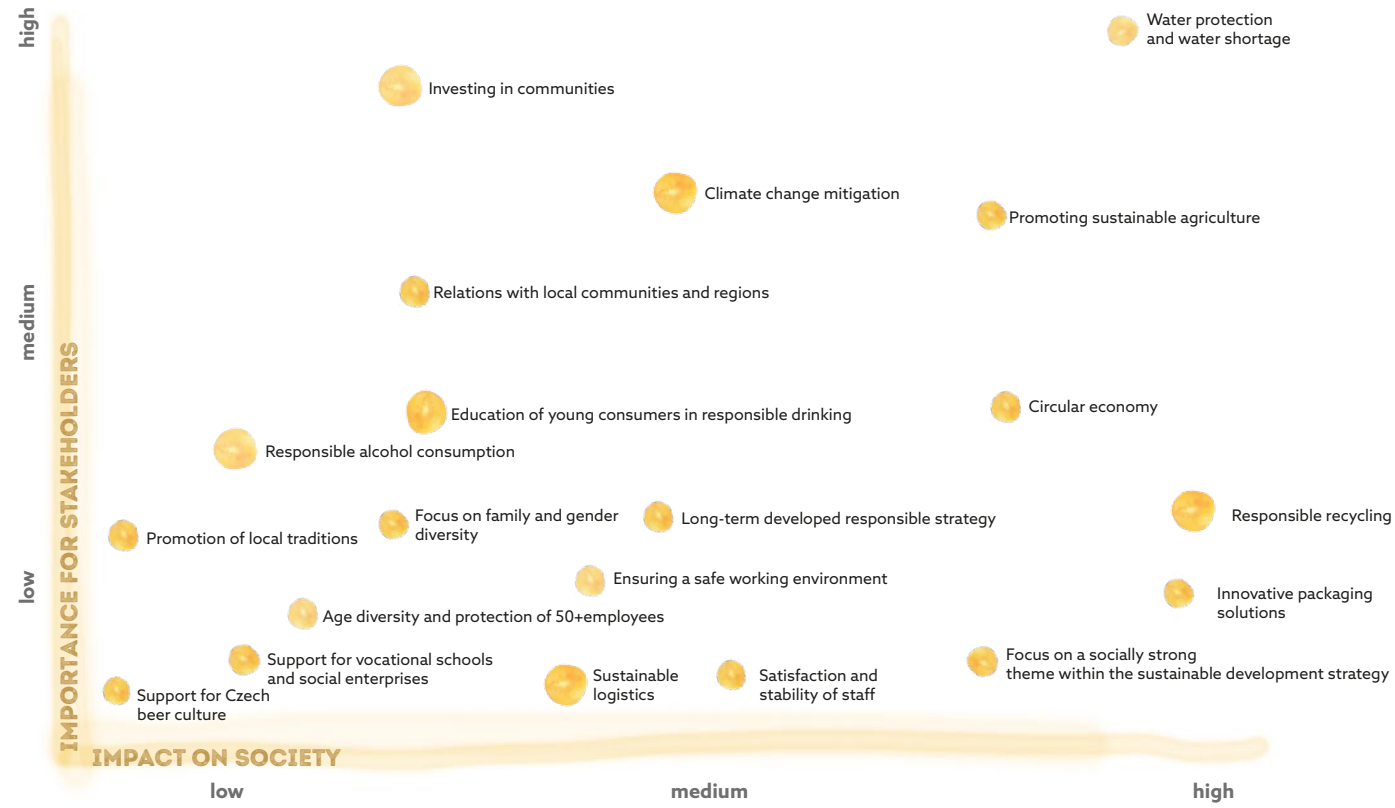 high
Water protection
and water shortage
Investing in communities
Climate change mitigation
Promoting sustainable agriculture
medium
Relations with local communities and regions
IMPORTANCE FOR STAKEHOLDERS
Circular economy
Education of young consumers in responsible drinking
Responsible alcohol consumption
Focus on family and gender
diversity
Long-term developed responsible strategy
Responsible recycling
Promotion of local traditions
low
Ensuring a safe working environment
Innovative packaging
solutions
Age diversity and protection of 50+employees
Support for vocational schools
and social enterprises
Focus on a socially strong
theme within the sustainable development strategy
Sustainable
logistics
Satisfaction and
stability of staff
Support for Czech
beer culture
IMPACT ON SOCIETY
low
medium
high